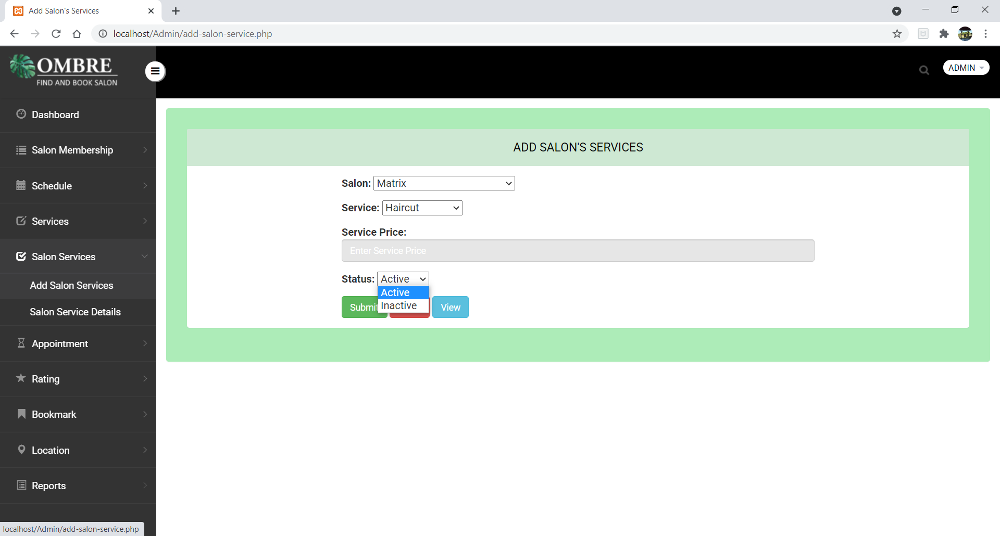 Add Salon's Services
localhost/Admin/add-salon-service.php
OMBRE
FIND AND BOOK SALON
ADMIN
Dashboard
Salon Membership
Schedule
Services
Salon Services
Add Salon Services
Salon Service Details
Appointment
Rating
Bookmark
Location
Reports
ADD SALON'S SERVICES
Salon: Matrix
Service: Haircut
Service Price:
Enter Service Price
Status: Active
Active
Inactive
Submit View
localhost/Admin/add-salon-service.php